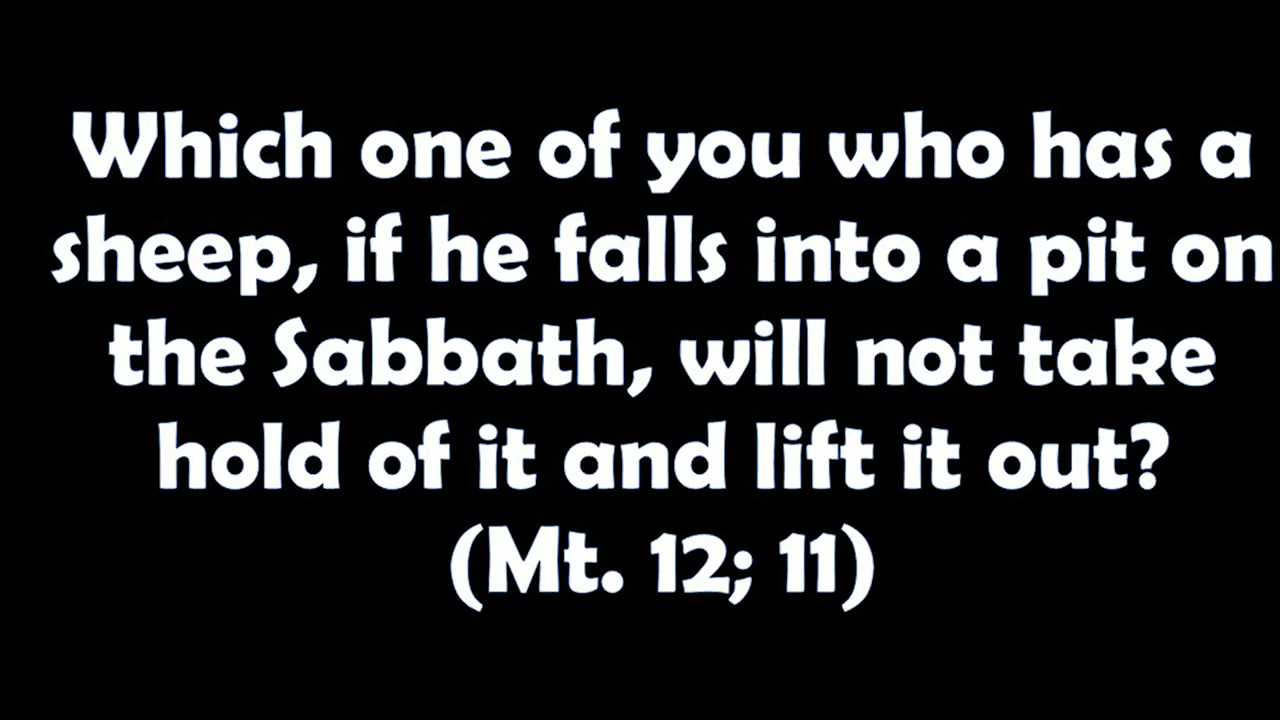 Which one of you who has a
sheep, if he falls into a pit on
the Sabbath, will not take
hold of it and lift it out?
(Mt. 12; 11)